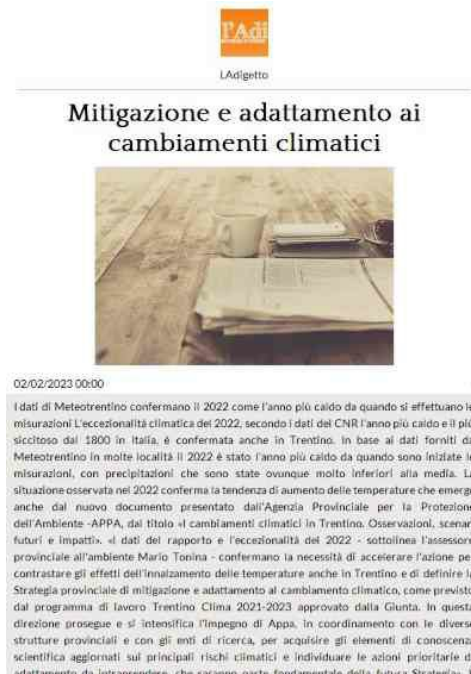 l'Adi
LAdigetto
Mitigazione e adattamento ai
cambiamenti climatici
02/02/2023 00:00
I dati di Meteotrentino confermano il 2022 come l'anno più caldo da quando si effettuano le
misurazioni L'eccezionalità climatica del 2022, secondo i dati del CNR l'anno più caldo e il più
siccitoso dal 1800 in Italia, è confermata anche in Trentino. In base ai dati forniti da
Meteotrentino in molte località il 2022 è stato l'anno più caldo da quando sono iniziate le
misurazioni, con precipitazioni che sono state ovunque molto inferiori alla media. La
situazione osservata nel 2022 conferma la tendenza di aumento delle temperature che emerge
anche dal nuovo documento presentato dall'Agenzia Provinciale per la Protezione
dell'Ambiente -APPA, dal titolo «I cambiamenti climatici in Trentino. Osservazioni, scenari
futuri e impatti». «I dati del rapporto e l'eccezionalità del 2022 - sottolinea l'assessore
provinciale all'ambiente Mario Tonina - confermano la necessità di accelerare l'azione per
contrastare gli effetti dell'innalzamento delle temperature anche in Trentino e di definire la
Strategia provinciale di mitigazione e adattamento al cambiamento climatico, come previsto
dal programma di lavoro Trentino Clima 2021-2023 approvato dalla Giunta. In questa
direzione prosegue e si intensifica l'impegno di Appa, in coordinamento con le diverse
strutture provinciali e con gli enti di ricerca, per acquisire gli elementi di conoscenza
scientifica aggiornati sui principali rischi climatici e individuare le azioni prioritarie di
adattamento da intraprendere, che saranno parte fondamentale della futura Strategia».